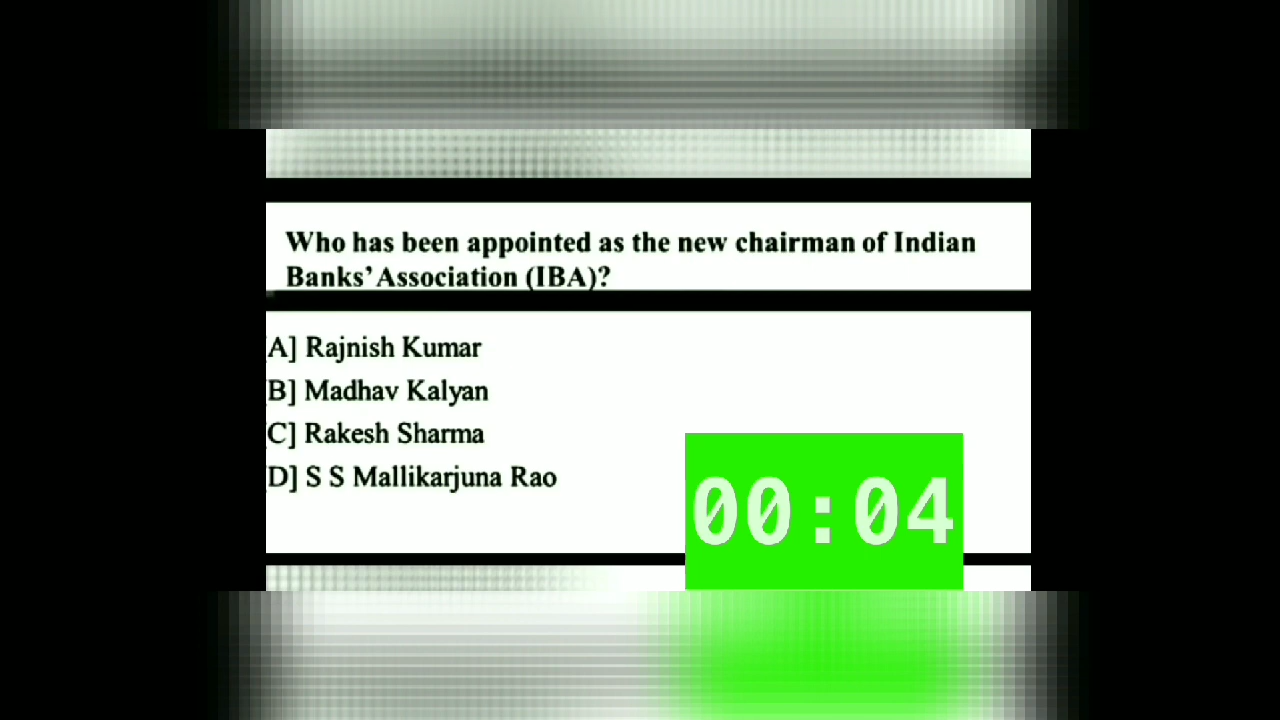 Who has been appointed as the new chairman of Indian
Banks’ Association (IBA)?
[A] Rajnish Kumar
[B] Madhav Kalyan
[C] Rakesh Sharma
[D] S S Mallikarjuna Rao
00:04